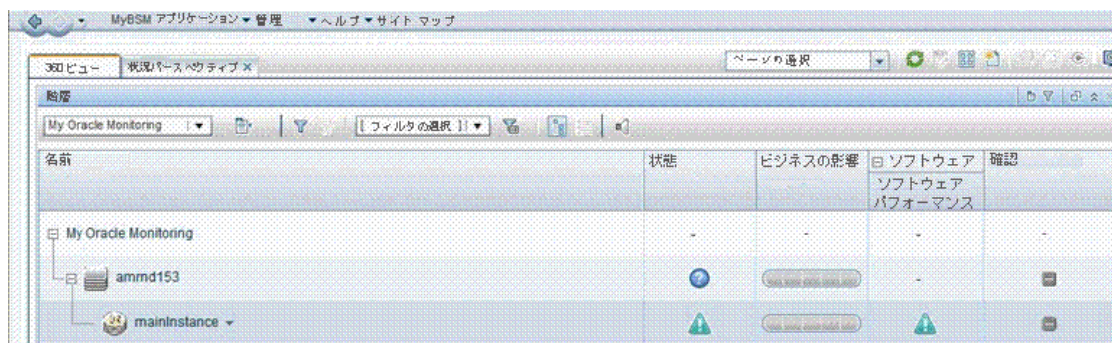 MyBSM アプリケーション 管理 ヘルプ サイト マップ
360 ビュー 状況パースペクティブ ページの選択
階層
My Oracle Monitoring [ フィルタの選択 ]
名前 状態 ビジネスの影響 ソフトウェア 確認
ソフトウェア
パフォーマンス
My Oracle Monitoring - - - -
ammd153 -
mainInstance